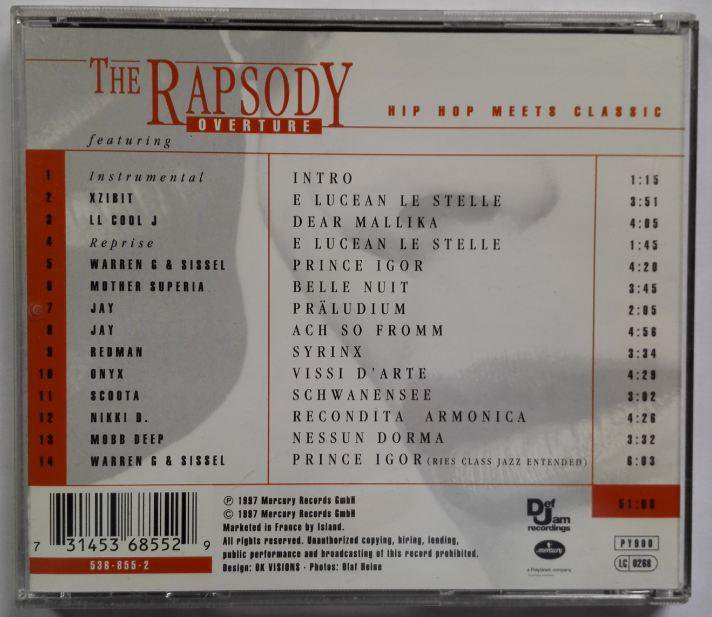 THE RAPSODY
OVERTURE
HIP HOP MEETS CLASSIC
featuring
1 Instrumental INTRO 1:15
2 XZIBIT E LUCEAN LE STELLE 3:51
3 LL COOL J DEAR MALLIKA 4:05
4 Reprise E LUCEAN LE STELLE 1:45
5 WARREN G & SISSEL PRINCE IGOR 4:20
6 MOTHER SUPERIA BELLE NUIT 3:45
7 JAY PRÄLUDIUM 2:05
8 JAY ACH SO FROMM 4:56
9 REDMAN SYRINX 3:34
10 ONYX VISSI D'ARTE 4:29
11 SCOOTA SCHWANENSEE 3:02
12 NIKKI D. RECONDITA ARMONICA 4:26
13 MOBB DEEP NESSUN DORMA 3:32
14 WARREN G & SISSEL PRINCE IGOR (RIES CLASS JAZZ EXTENDED) 6:03
7 31453 68552 9
536-855-2
℗ 1997 Mercury Records GmbH
© 1997 Mercury Records GmbH
Marketed in France by Island.
All rights reserved. Unauthorized copying, hiring, lending,
public performance and broadcasting of this record prohibited.
Design: OK VISIONS · Photos: Olaf Heine
Def
Jam
recordings
mercury
a PolyGram company
PY900
LC 0268